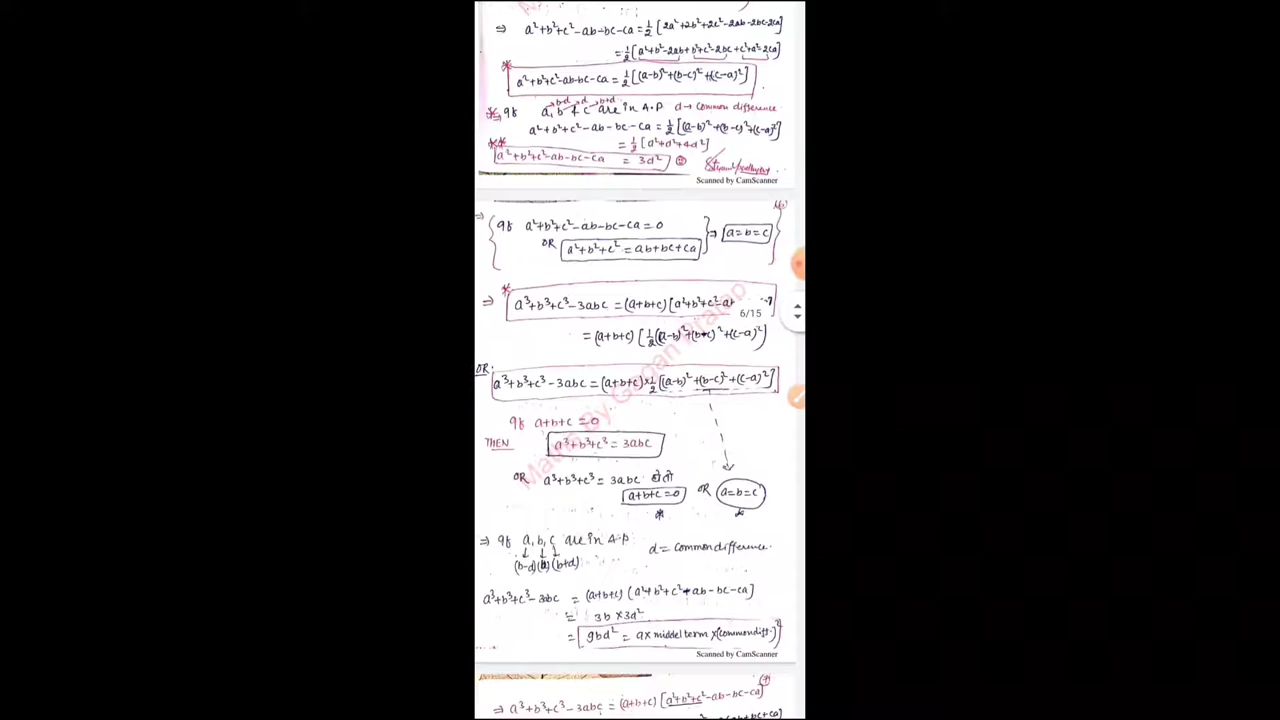 ⇒ a²+b²+c²-ab-bc-ca = ½[2a²+2b²+2c²-2ab-2bc-2ca]
= ½[a²+b²-2ab+b²+c²-2bc+c²+a²-2ca]
* a²+b²+c²-ab-bc-ca = ½[(a-b)²+(b-c)²+(c-a)²]
b-d d b+d
If a, b & c are in A.P d → common difference
a²+b²+c²-ab-bc-ca = ½[(a-b)²+(b-c)²+(c-a)²]
= ½[d²+d²+4d²]
** a²+b²+c²-ab-bc-ca = 3d²
Scanned by CamScanner
⇒ { If a²+b²+c²-ab-bc-ca=0
OR a²+b²+c² = ab+bc+ca } ⇒ a=b=c
* ⇒ a³+b³+c³-3abc = (a+b+c)[a²+b²+c²-a
6/15
= (a+b+c)[½((a-b)²+(b-c)²+(c-a)²]
OR.
a³+b³+c³-3abc = (a+b+c)×½[(a-b)²+(b-c)²+(c-a)²]
If a+b+c=0
THEN a³+b³+c³=3abc
OR a³+b³+c³=3abc हो तो
a+b+c=0 OR a=b=c
⇒ If a, b, c are in A.P d = common difference.
(b-d)(b)(b+d)
a³+b³+c³-3abc = (a+b+c)(a²+b²+c²-ab-bc-ca)
= 3b×3d²
= 9bd² = 9×middel term×(common diff.)²
Scanned by CamScanner
⇒ a³+b³+c³-3abc = (a+b+c)[a²+b²+c²-ab-bc-ca]